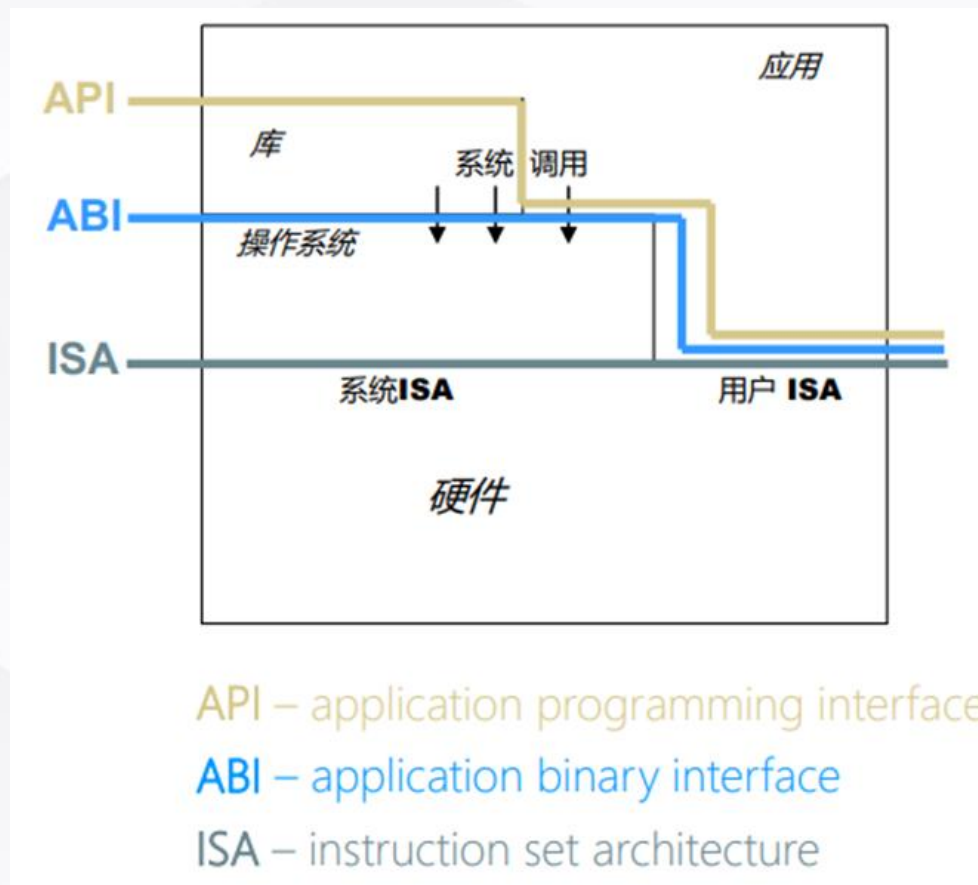 应用
API
库
系统 调用
ABI
操作系统
ISA
系统ISA
用户 ISA
硬件
API – application programming interface
ABI – application binary interface
ISA – instruction set architecture